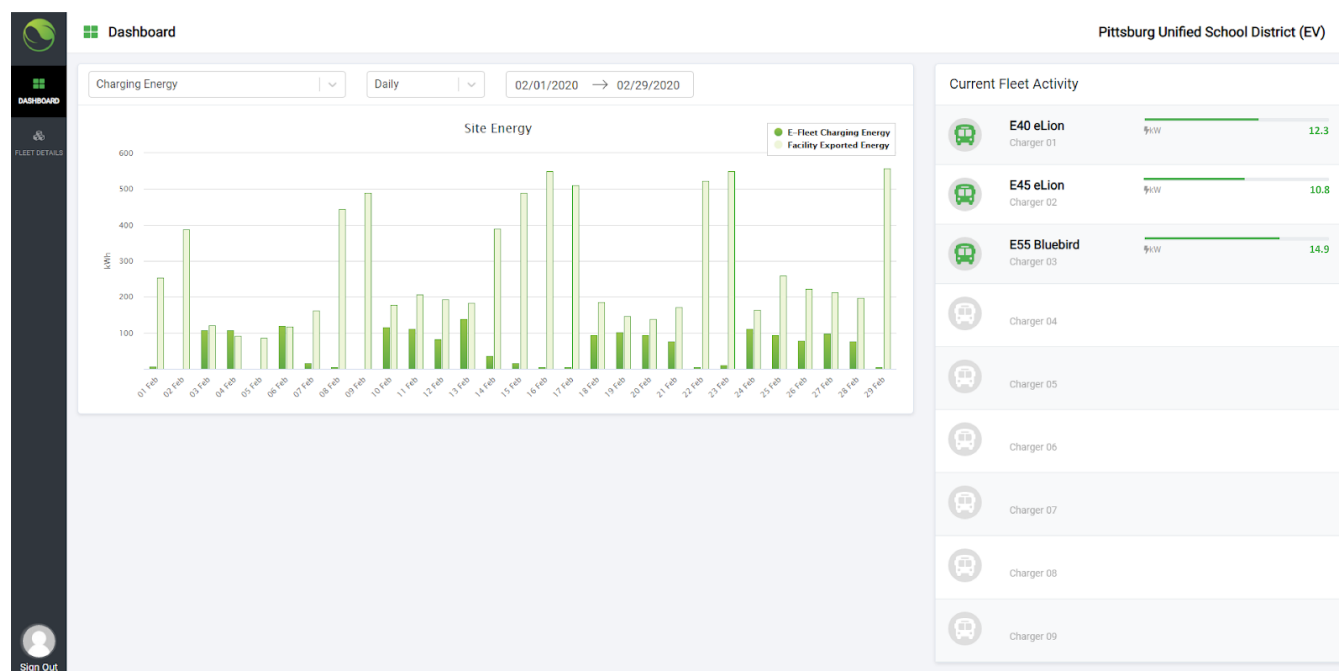 Dashboard
Pittsburg Unified School District (EV)
DASHBOARD
FLEET DETAILS
Charging Energy
Daily
02/01/2020 → 02/29/2020
Site Energy
E-Fleet Charging Energy
Facility Exported Energy
600
500
400
300
200
100
kWh
01 Feb
02 Feb
03 Feb
04 Feb
05 Feb
06 Feb
07 Feb
08 Feb
09 Feb
10 Feb
11 Feb
12 Feb
13 Feb
14 Feb
15 Feb
16 Feb
17 Feb
18 Feb
19 Feb
20 Feb
21 Feb
22 Feb
23 Feb
24 Feb
25 Feb
26 Feb
27 Feb
28 Feb
29 Feb
Current Fleet Activity
E40 eLion
Charger 01
kW
12.3
E45 eLion
Charger 02
kW
10.8
E55 Bluebird
Charger 03
kW
14.9
Charger 04
Charger 05
Charger 06
Charger 07
Charger 08
Charger 09
Sign Out